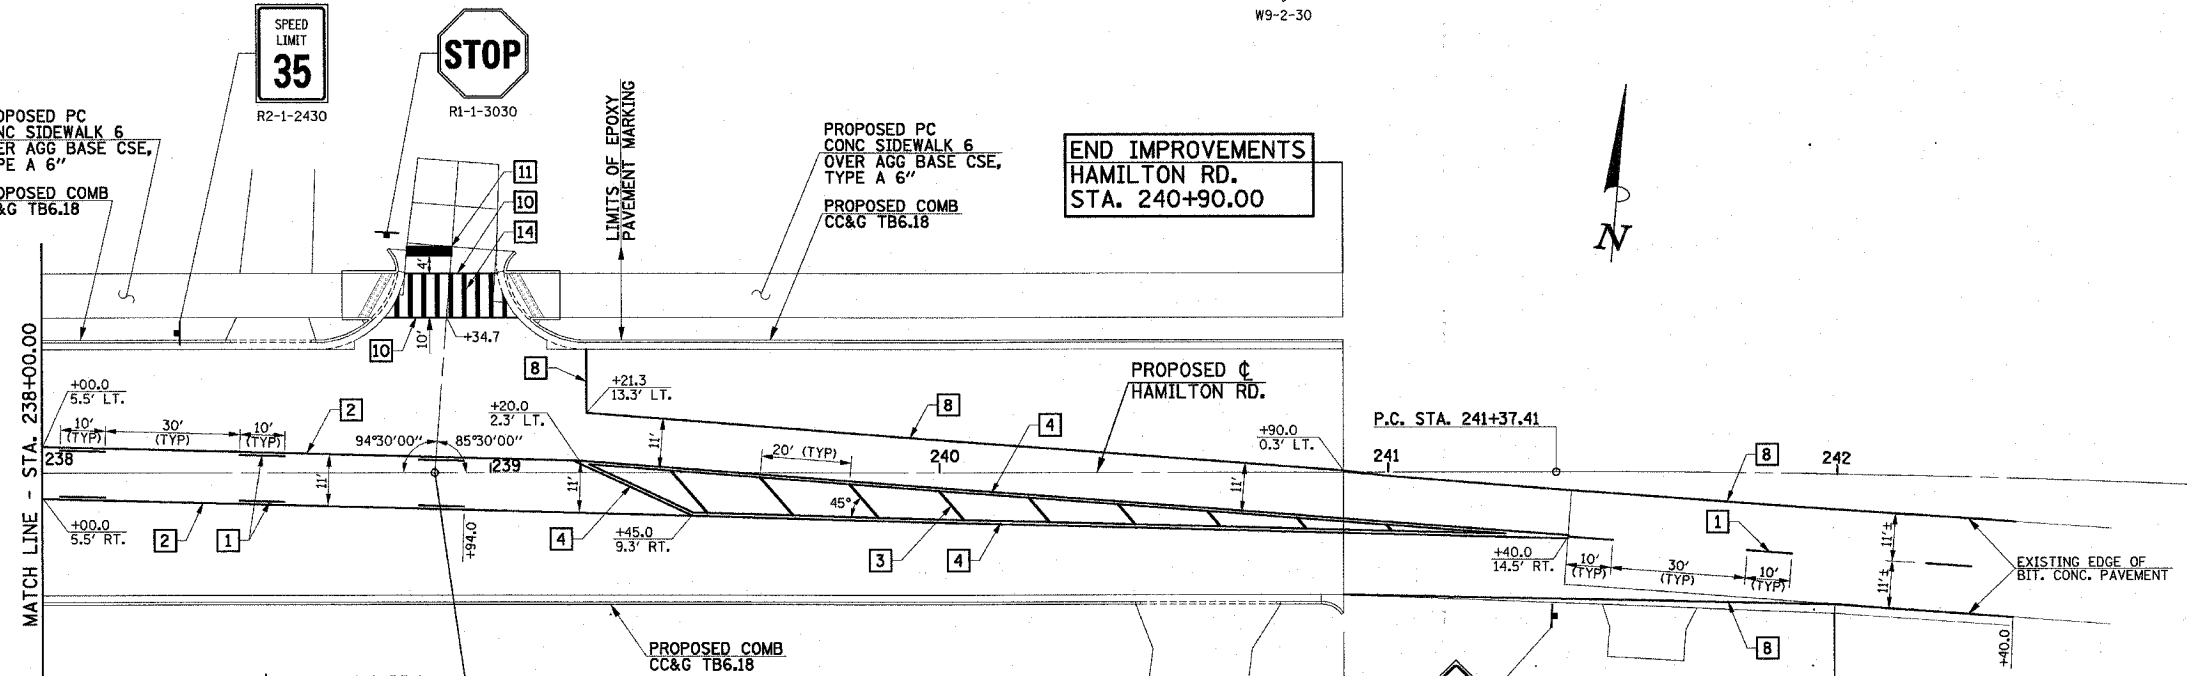 W9-2-30
SPEED
LIMIT
35
R2-1-2430
STOP
R1-1-3030
OPOSED PC
NC SIDEWALK 6
ER AGG BASE CSE,
PE A 6"
OPOSED COMB
&G TB6.18
11
10
14
LIMITS OF EPOXY
PAVEMENT MARKING
PROPOSED PC
CONC SIDEWALK 6
OVER AGG BASE CSE,
TYPE A 6"
PROPOSED COMB
CC&G TB6.18
END IMPROVEMENTS
HAMILTON RD.
STA. 240+90.00
N
4'
10'
10
+34.7
8
MATCH LINE - STA. 238+00.00
+00.0
5.5' LT.
10'
(TYP)
30'
(TYP)
10'
(TYP)
2
94°30'00"
85°30'00"
+20.0
2.3' LT.
+21.3
13.3' LT.
8
4
PROPOSED ℄
HAMILTON RD.
+90.0
0.3' LT.
P.C. STA. 241+37.41
238
239
240
241
242
8
11'
11'
11'
11'
20' (TYP)
45°
+00.0
5.5' RT.
2
1
+94.0
4
+45.0
9.3' RT.
3
4
+40.0
14.5' RT.
10'
(TYP)
30'
(TYP)
10'
(TYP)
1
11'±
11'±
EXISTING EDGE OF
BIT. CONC. PAVEMENT
8
+40.0
PROPOSED COMB
CC&G TB6.18